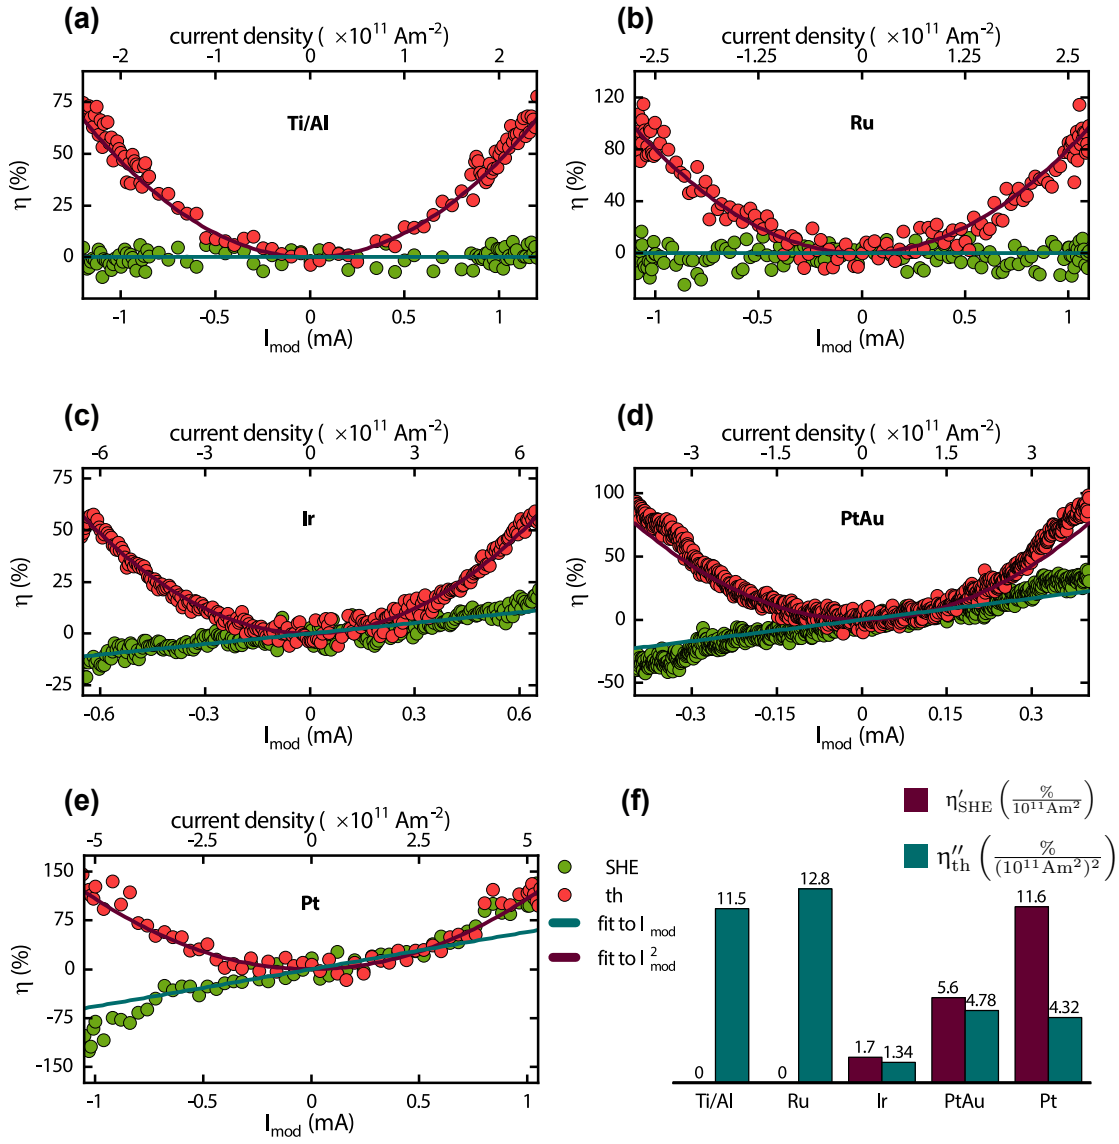 (a)
current density ( ×10¹¹ Am⁻²)
-2 -1 0 1 2
Ti/Al
75
50
25
0
η (%)
-1 -0.5 0 0.5 1
I_mod (mA)
(b)
current density ( ×10¹¹ Am⁻²)
-2.5 -1.25 0 1.25 2.5
Ru
120
80
40
0
η (%)
-1 -0.5 0 0.5 1
I_mod (mA)
(c)
current density ( ×10¹¹ Am⁻²)
-6 -3 0 3 6
Ir
75
50
25
0
-25
η (%)
-0.6 -0.3 0 0.3 0.6
I_mod (mA)
(d)
current density ( ×10¹¹ Am⁻²)
-3 -1.5 0 1.5 3
PtAu
100
50
0
-50
η (%)
-0.3 -0.15 0 0.15 0.3
I_mod (mA)
(e)
current density ( ×10¹¹ Am⁻²)
-5 -2.5 0 2.5 5
Pt
150
75
0
-75
-150
η (%)
-1 -0.5 0 0.5 1
I_mod (mA)
SHE
th
fit to I_mod
fit to I²_mod
(f)
η′_SHE (%/10¹¹Am²)
η″_th (%/(10¹¹Am²)²)
0 11.5
0 12.8
1.7 1.34
5.6 4.78
11.6 4.32
Ti/Al Ru Ir PtAu Pt